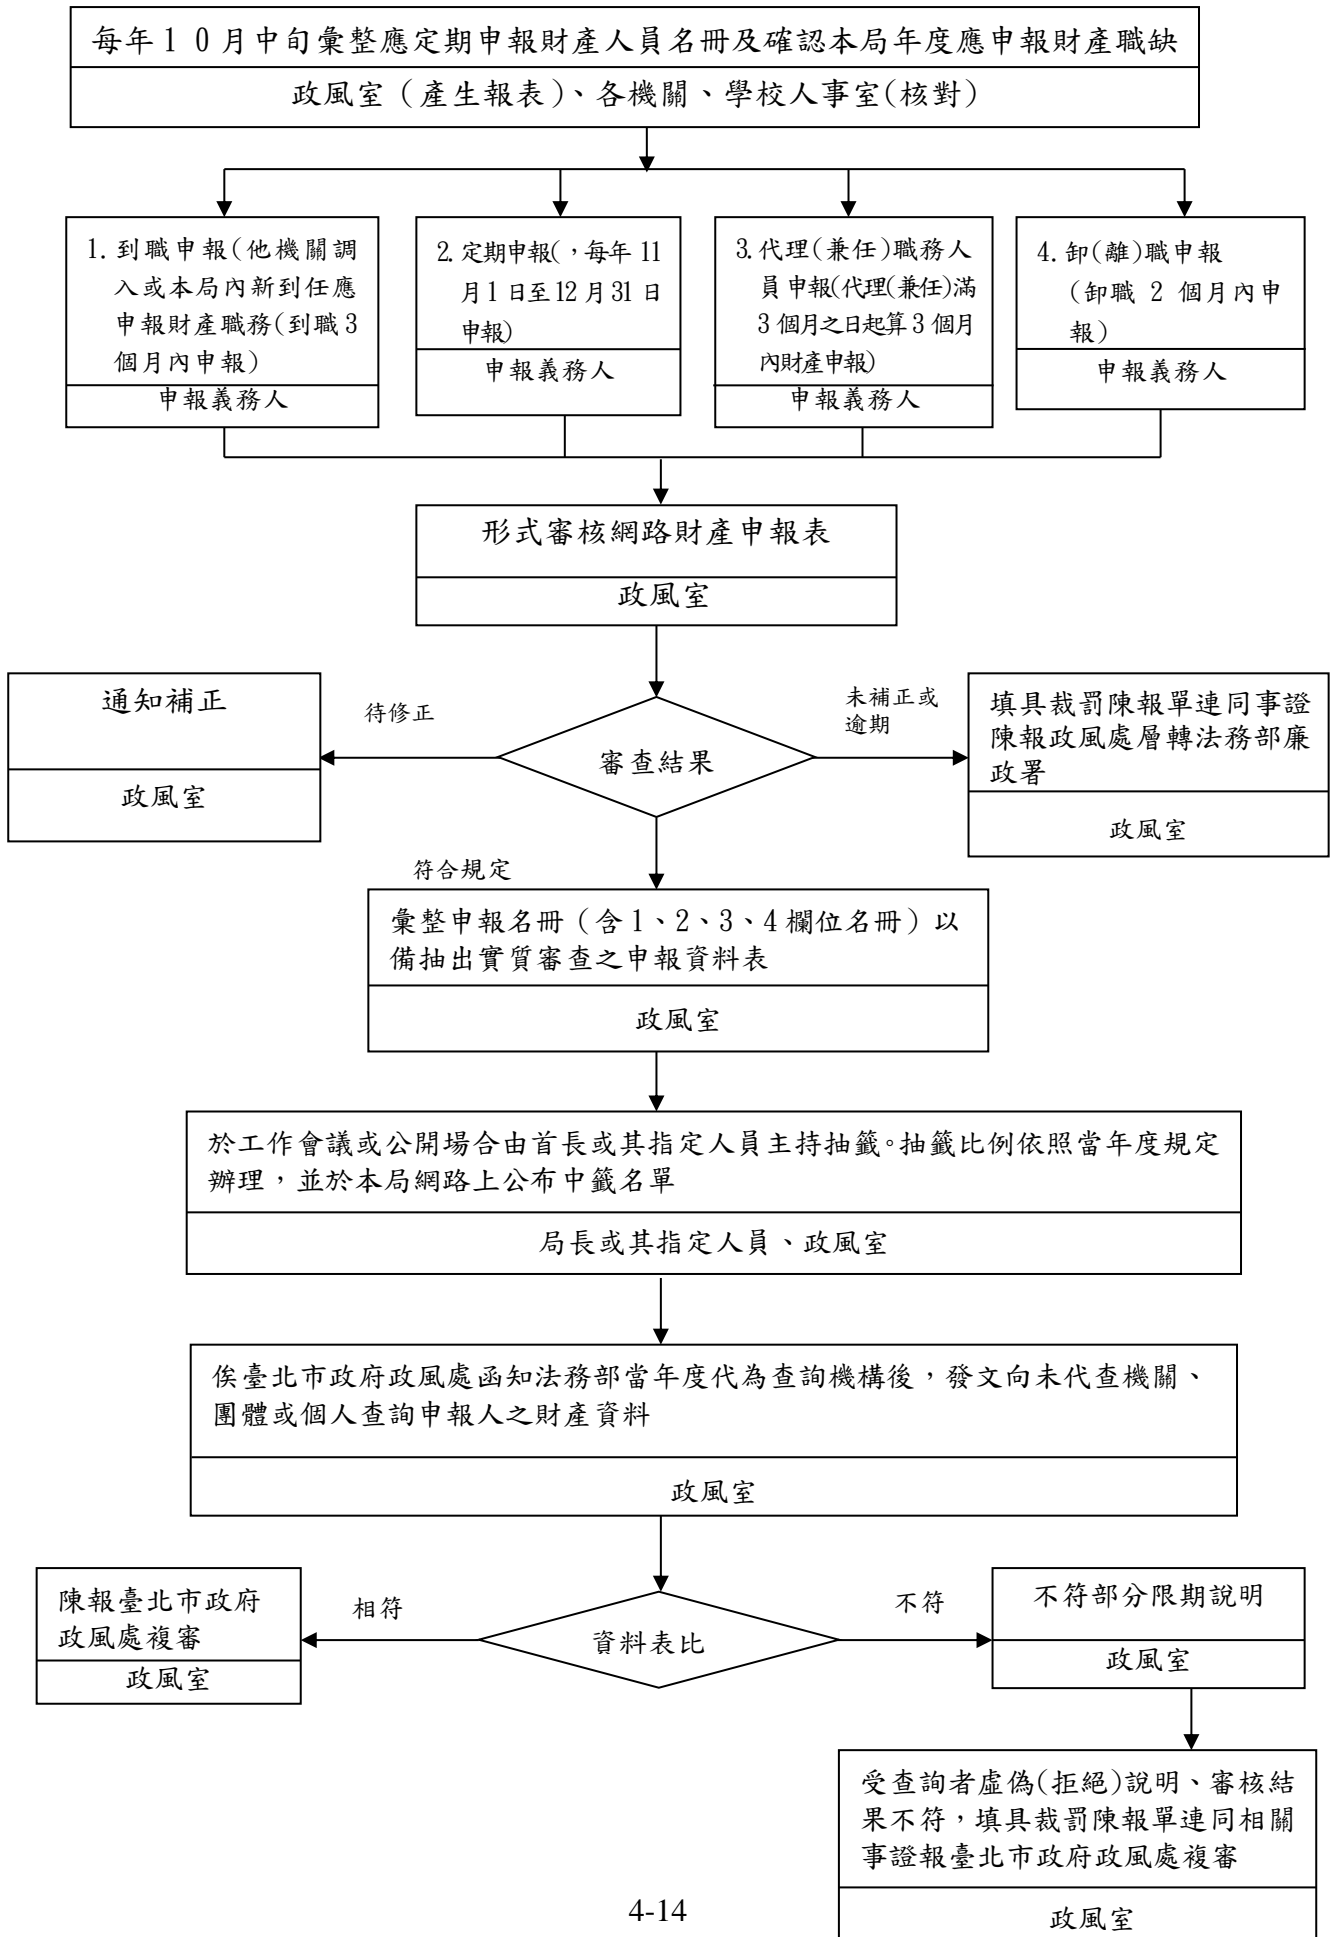 每年10月中旬彙整應定期申報財產人員名冊及確認本局年度應申報財產職缺
政風室（產生報表）、各機關、學校人事室(核對)
1.到職申報(他機關調
入或本局內新到任應
申報財產職務(到職3
個月內申報)
申報義務人
2.定期申報(，每年11
月1日至12月31日
申報)
申報義務人
3.代理(兼任)職務人
員申報(代理(兼任)滿
3個月之日起算3個月
內財產申報)
申報義務人
4.卸(離)職申報
(卸職 2 個月內申
報)
申報義務人
形式審核網路財產申報表
政風室
通知補正
政風室
待修正
審查結果
未補正或
逾期
填具裁罰陳報單連同事證
陳報政風處層轉法務部廉
政署
政風室
符合規定
彙整申報名冊（含1、2、3、4欄位名冊）以
備抽出實質審查之申報資料表
政風室
於工作會議或公開場合由首長或其指定人員主持抽籤。抽籤比例依照當年度規定
辦理，並於本局網路上公布中籤名單
局長或其指定人員、政風室
俟臺北市政府政風處函知法務部當年度代為查詢機構後，發文向未代查機關、
團體或個人查詢申報人之財產資料
政風室
陳報臺北市政府
政風處複審
政風室
相符
資料表比
不符
不符部分限期說明
政風室
受查詢者虛偽(拒絕)說明、審核結
果不符，填具裁罰陳報單連同相關
事證報臺北市政府政風處複審
政風室
4-14